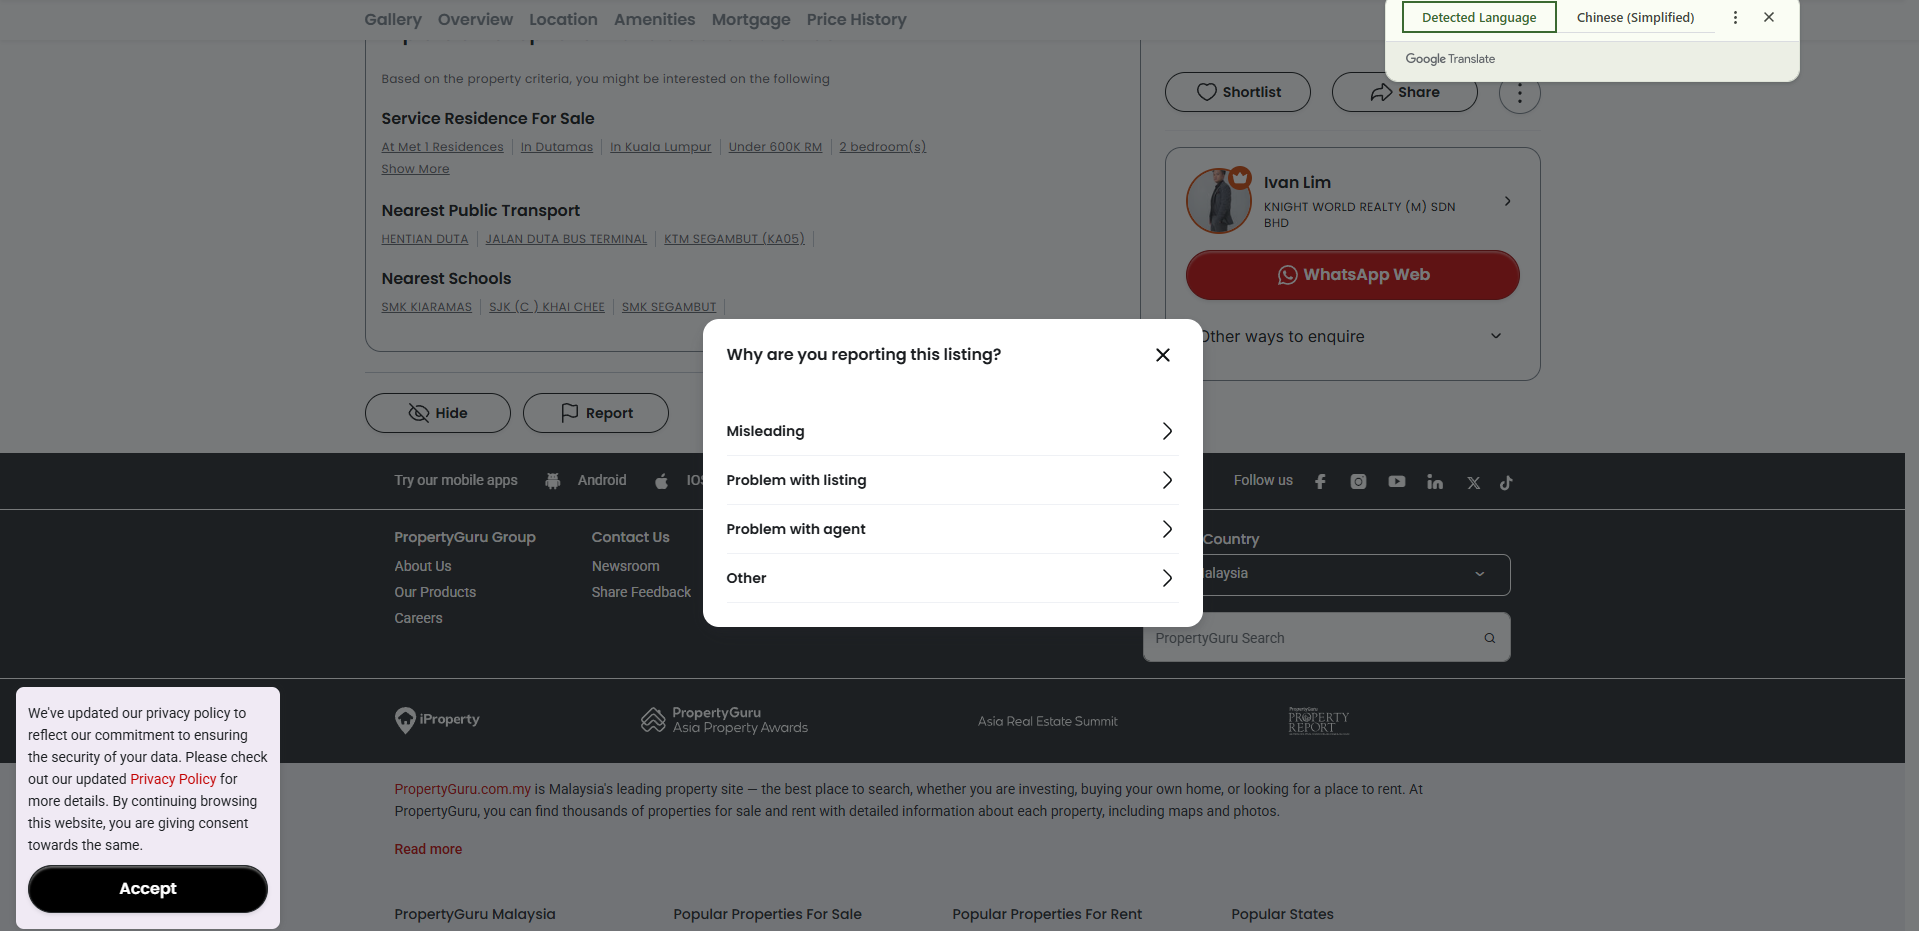 Gallery Overview Location Amenities Mortgage Price History
Detected Language Chinese (Simplified)
Google Translate
Based on the property criteria, you might be interested on the following
Service Residence For Sale
At Met 1 Residences In Dutamas In Kuala Lumpur Under 600K RM 2 bedroom(s)
Show More
Nearest Public Transport
HENTIAN DUTA JALAN DUTA BUS TERMINAL KTM SEGAMBUT (KA05)
Nearest Schools
SMK KIARAMAS SJK (C ) KHAI CHEE SMK SEGAMBUT
Hide Report
Shortlist Share
Ivan Lim
KNIGHT WORLD REALTY (M) SDN
BHD
WhatsApp Web
Other ways to enquire
Why are you reporting this listing?
Misleading
Problem with listing
Problem with agent
Other
Try our mobile apps Android IOS
Follow us
PropertyGuru Group
About Us
Our Products
Careers
Contact Us
Newsroom
Share Feedback
Country
alaysia
PropertyGuru Search
iProperty
PropertyGuru
Asia Property Awards
Asia Real Estate Summit
PropertyGuru
PROPERTY
REPORT
We've updated our privacy policy to
reflect our commitment to ensuring
the security of your data. Please check
out our updated Privacy Policy for
more details. By continuing browsing
this website, you are giving consent
towards the same.
Accept
PropertyGuru.com.my is Malaysia's leading property site — the best place to search, whether you are investing, buying your own home, or looking for a place to rent. At
PropertyGuru, you can find thousands of properties for sale and rent with detailed information about each property, including maps and photos.
Read more
PropertyGuru Malaysia Popular Properties For Sale Popular Properties For Rent Popular States